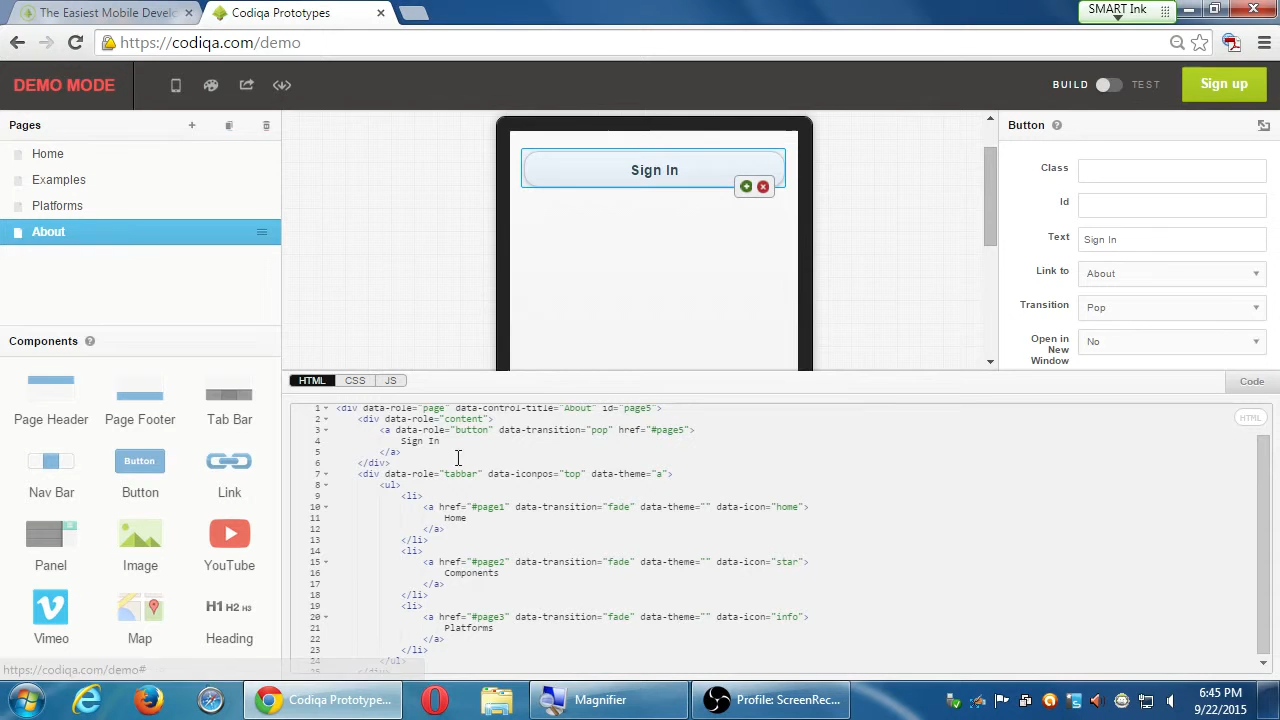 The Easiest Mobile Develo
Codiqa Prototypes
SMART Ink
https://codiqa.com/demo
DEMO MODE
BUILD
TEST
Sign up
Pages
Home
Examples
Platforms
About
Components
Page Header
Page Footer
Tab Bar
Nav Bar
Button
Button
Link
Panel
Image
YouTube
Vimeo
Map
H1 H2 H3
Heading
Sign In
Button
Class
Id
Text
Sign In
Link to
About
Transition
Pop
Open in
New
Window
No
HTML
CSS
JS
Code
HTML
1 <div data-role="page" data-control-title="About" id="page5">
2 <div data-role="content">
3 <a data-role="button" data-transition="pop" href="#page5">
4 Sign In
5 </a>
6 </div>
7 <div data-role="tabbar" data-iconpos="top" data-theme="a">
8 <ul>
9 <li>
10 <a href="#page1" data-transition="fade" data-theme="" data-icon="home">
11 Home
12 </a>
13 </li>
14 <li>
15 <a href="#page2" data-transition="fade" data-theme="" data-icon="star">
16 Components
17 </a>
18 </li>
19 <li>
20 <a href="#page3" data-transition="fade" data-theme="" data-icon="info">
21 Platforms
22 </a>
23 </li>
24 </ul>
25 </div>
https://codiqa.com/demo#
Codiqa Prototype...
Magnifier
Profile: ScreenRec...
6:45 PM
9/22/2015